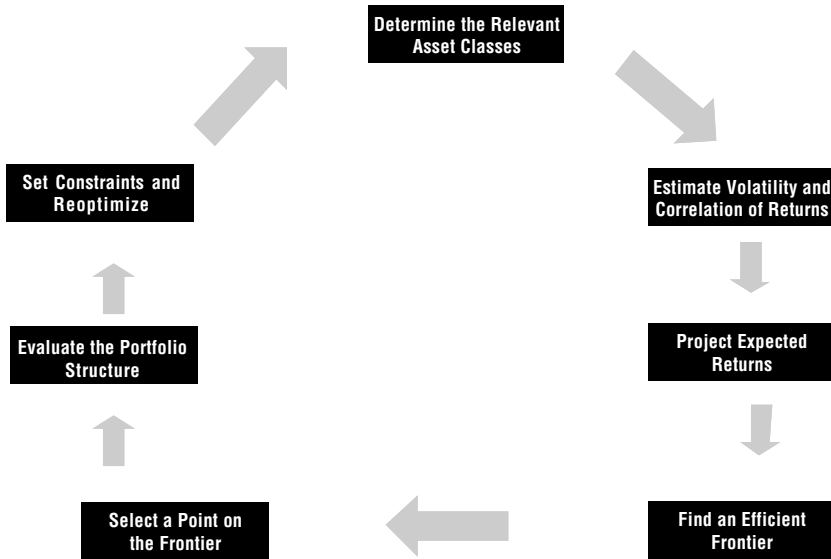 Determine the Relevant
Asset Classes
Estimate Volatility and
Correlation of Returns
Project Expected
Returns
Find an Efficient
Frontier
Select a Point on
the Frontier
Evaluate the Portfolio
Structure
Set Constraints and
Reoptimize